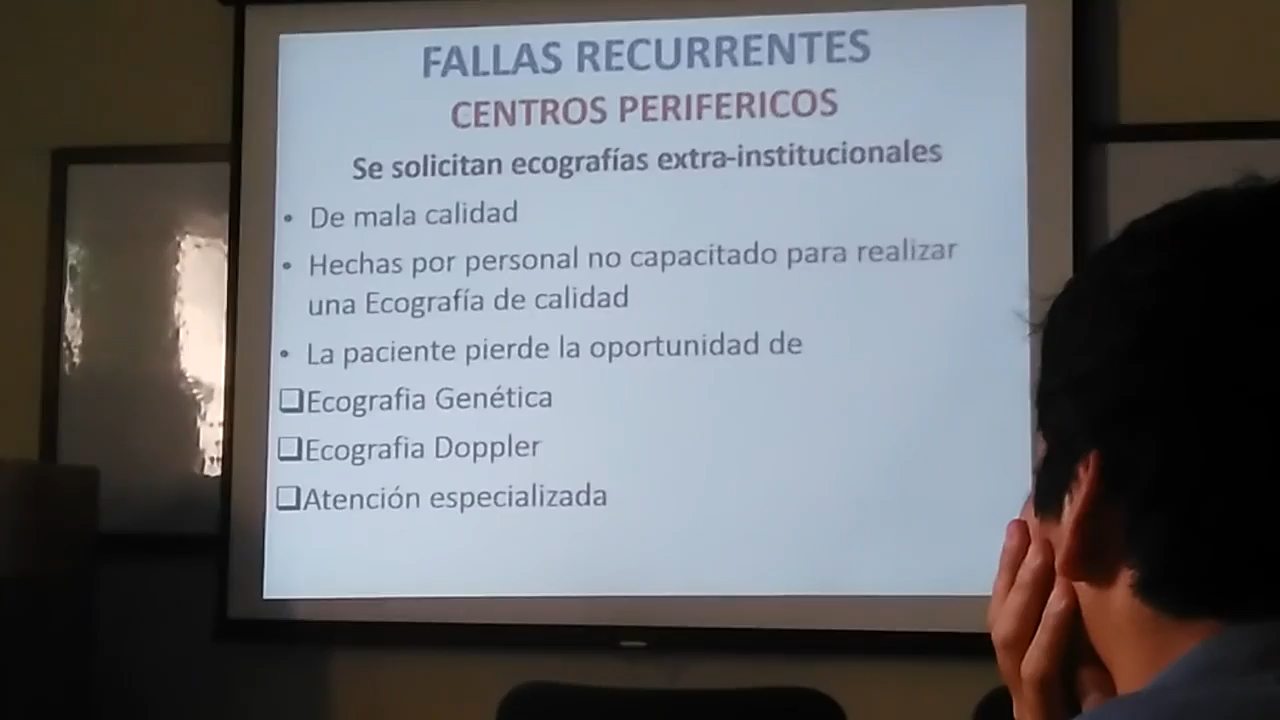 FALLAS RECURRENTES
CENTROS PERIFERICOS
Se solicitan ecografías extra-institucionales
• De mala calidad
• Hechas por personal no capacitado para realizar
una Ecografía de calidad
• La paciente pierde la oportunidad de
❑Ecografia Genética
❑Ecografia Doppler
❑Atención especializada